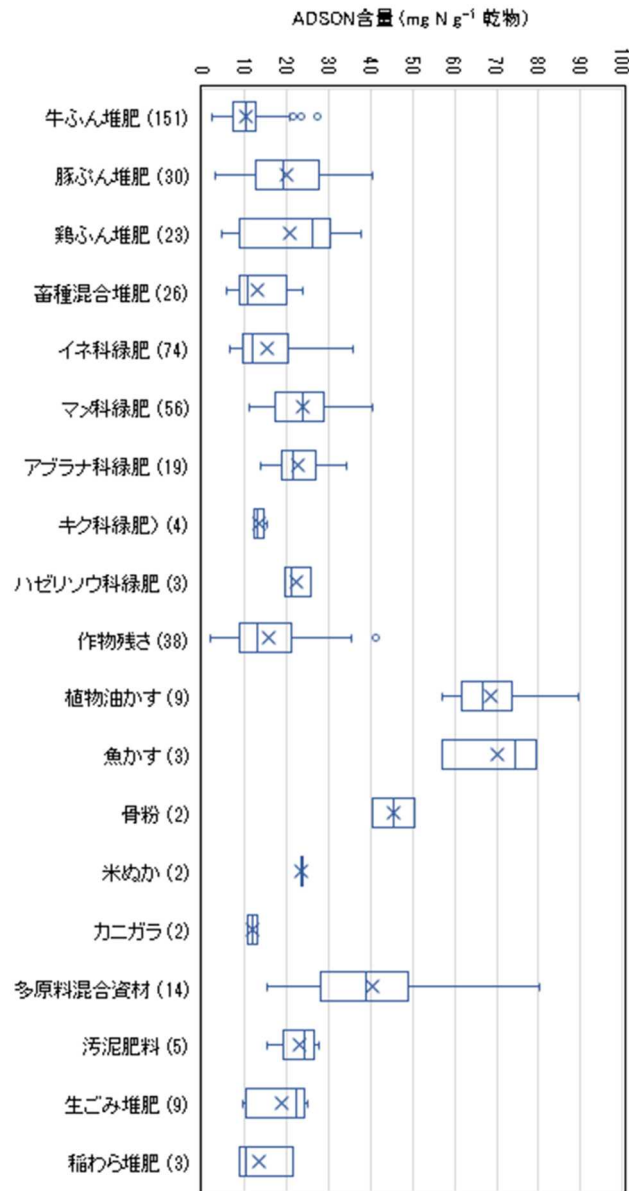 ADSON含量 (mg N g⁻¹ 乾物)
0 10 20 30 40 50 60 70 80 90 100
牛ふん堆肥 (151)
豚ぷん堆肥 (30)
鶏ふん堆肥 (23)
畜種混合堆肥 (26)
イネ科緑肥 (74)
マメ科緑肥 (56)
アブラナ科緑肥 (19)
キク科緑肥) (4)
ハゼリソウ科緑肥 (3)
作物残さ (38)
植物油かす (9)
魚かす (3)
骨粉 (2)
米ぬか (2)
カニガラ (2)
多原料混合資材 (14)
汚泥肥料 (5)
生ごみ堆肥 (9)
稲わら堆肥 (3)